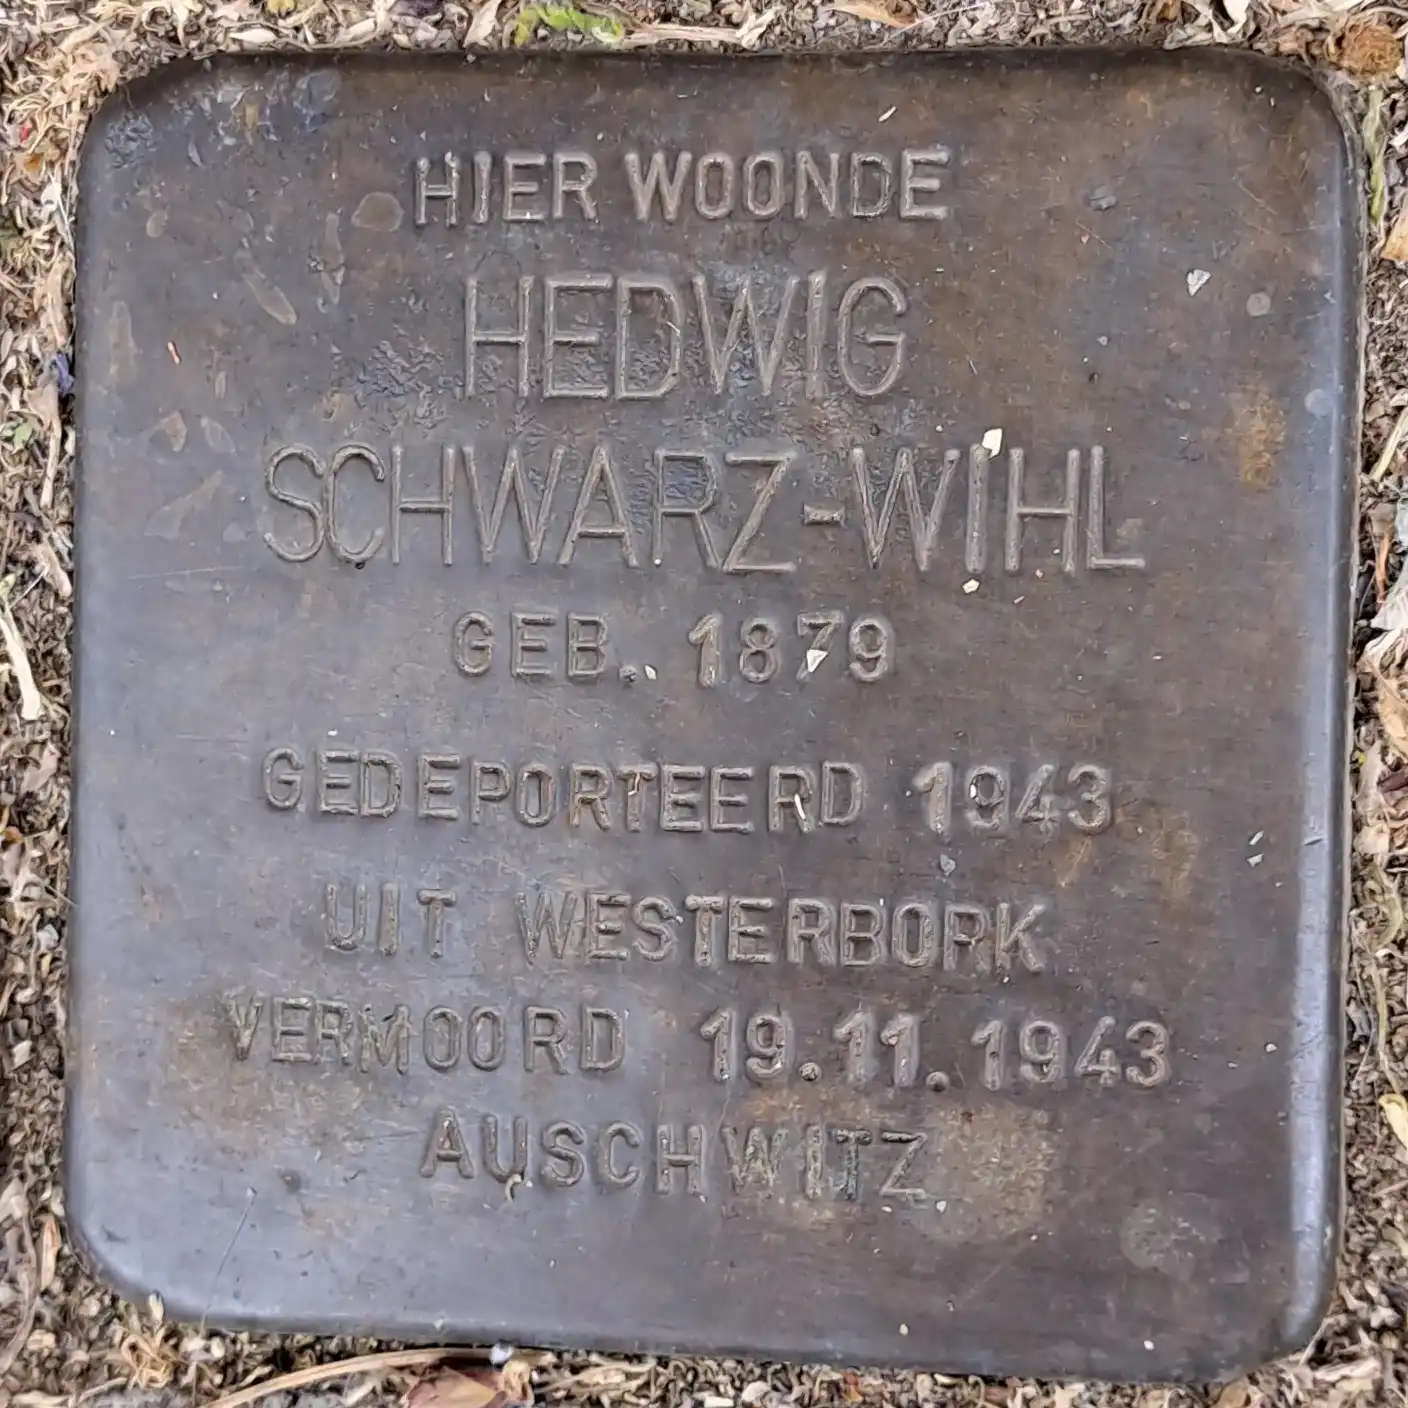 HIER WOONDE
HEDWIG
SCHWARZ-WIHL
GEB. 1879
GEDEPORTEERD 1943
UIT WESTERBORK
VERMOORD 19.11.1943
AUSCHWITZ